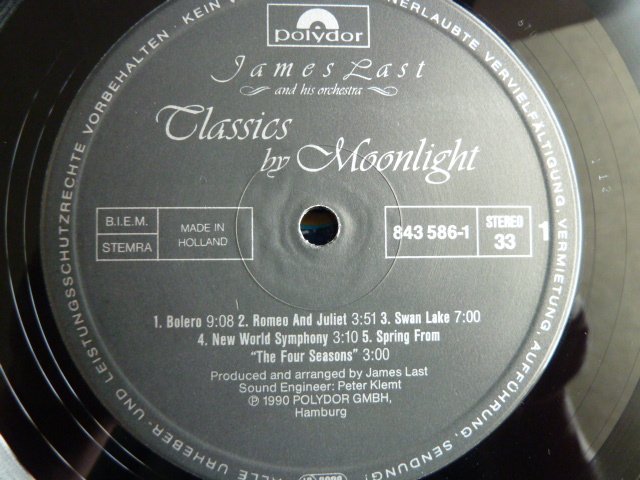 polydor
James Last
and his orchestra
Classics
by Moonlight
B.I.E.M.
STEMRA
MADE IN
HOLLAND
843 586-1
STEREO
33
1
1. Bolero 9:08 2. Romeo And Juliet 3:51 3. Swan Lake 7:00
4. New World Symphony 3:10 5. Spring From
"The Four Seasons" 3:00
Produced and arranged by James Last
Sound Engineer: Peter Klemt
Ⓟ 1990 POLYDOR GMBH,
Hamburg
ALLE URHEBER- UND LEISTUNGSSCHUTZRECHTE VORBEHALTEN. KEIN
UNERLAUBTE VERVIELFÄLTIGUNG, VERMIETUNG, AUFFÜHRUNG, SENDUNG!